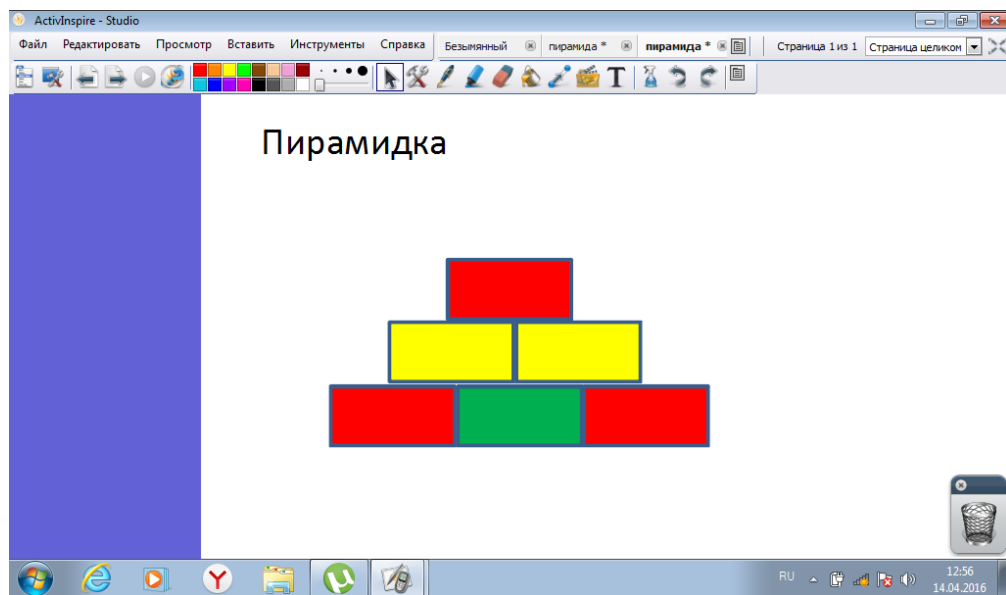 ActivInspire - Studio
Файл Редактировать Просмотр Вставить Инструменты Справка Безымянный пирамида * пирамида * Страница 1 из 1 Страница целиком
T
Пирамидка
Y
RU 12:56
14.04.2016